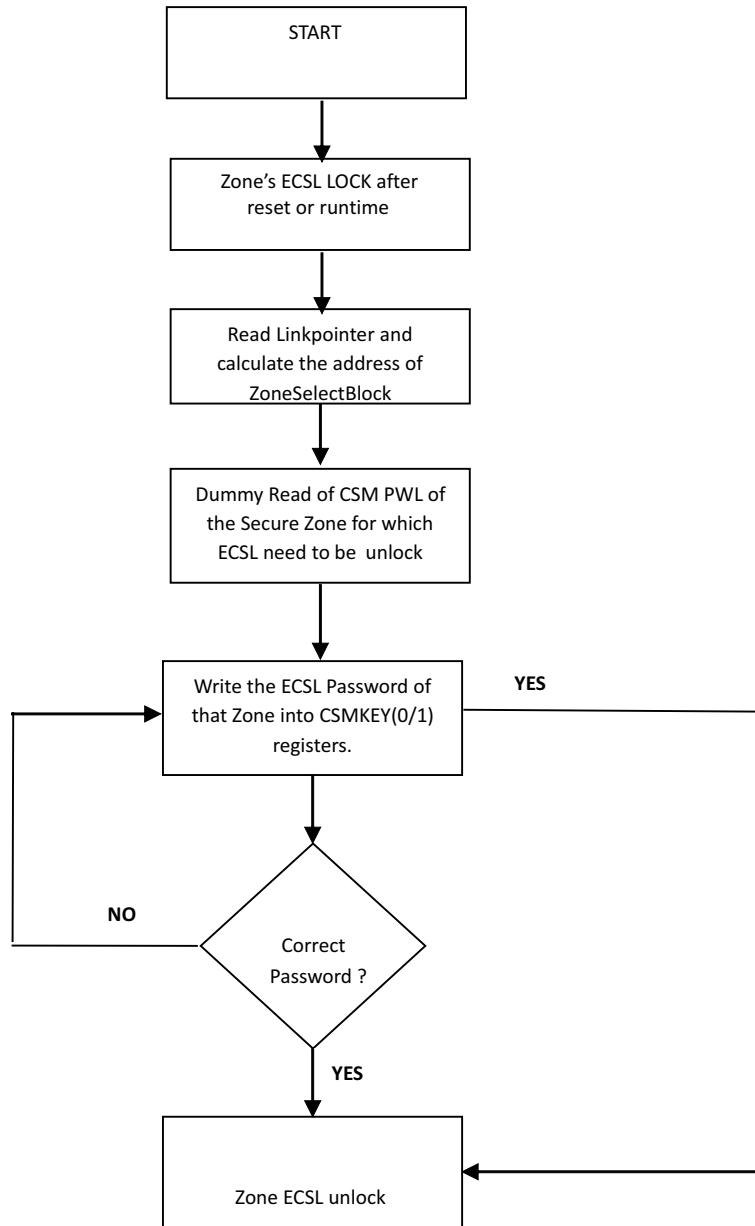 START
Zone’s ECSL LOCK after
reset or runtime
Read Linkpointer and
calculate the address of
ZoneSelectBlock
Dummy Read of CSM PWL of
the Secure Zone for which
ECSL need to be unlock
Write the ECSL Password of
that Zone into CSMKEY(0/1)
registers.
YES
NO
Correct
Password ?
YES
Zone ECSL unlock